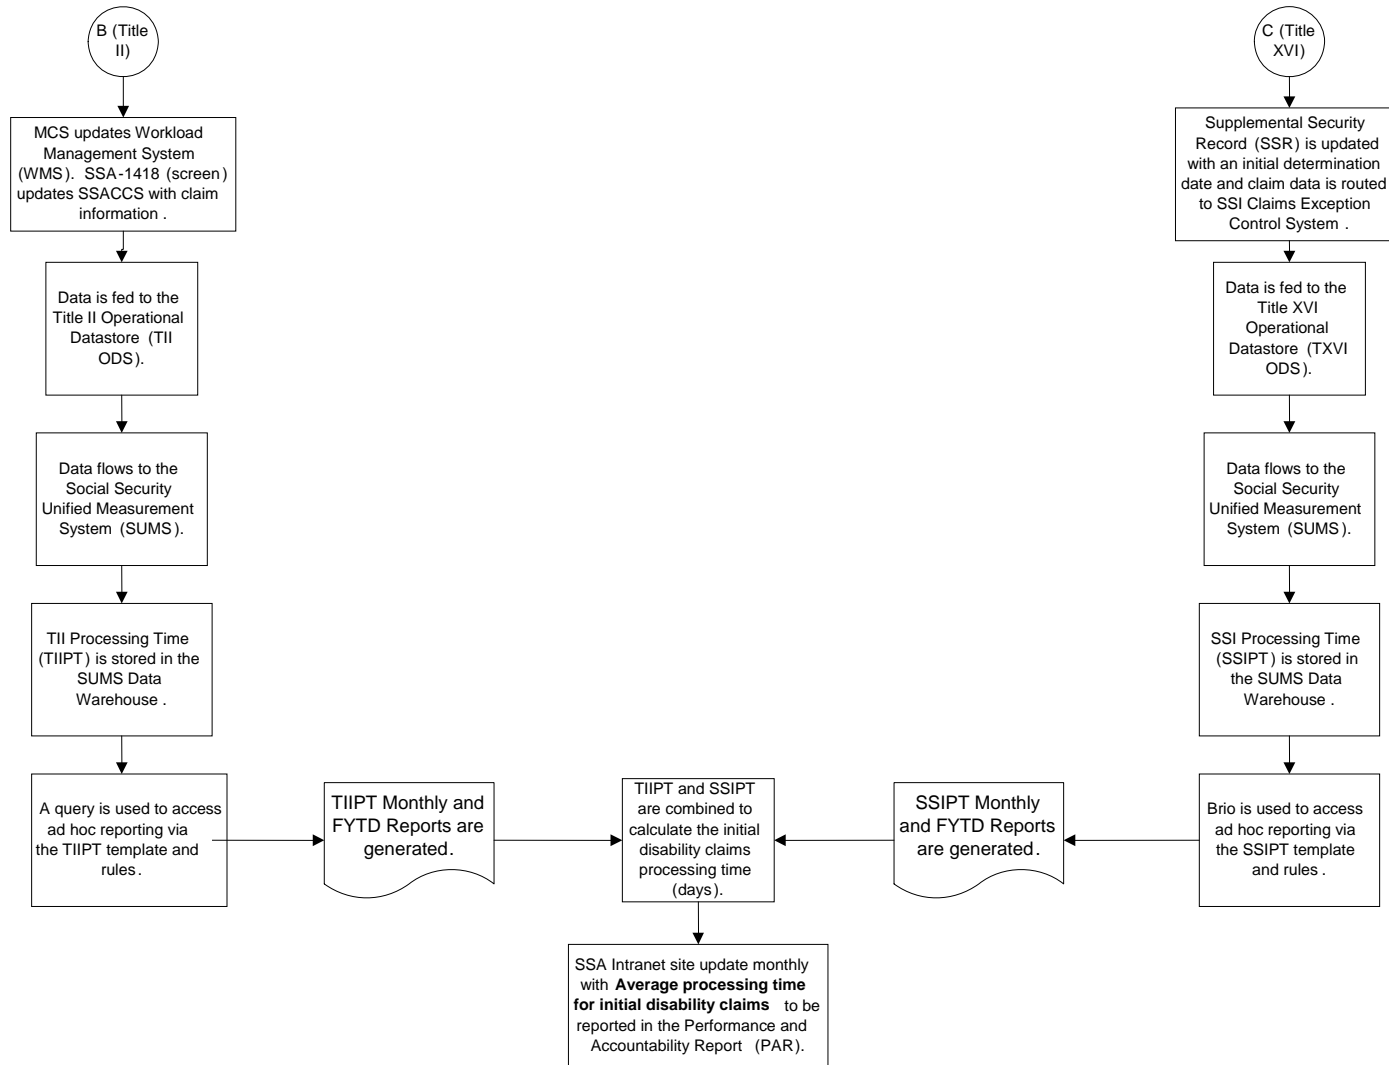 B (Title
II)
MCS updates Workload
Management System
(WMS). SSA-1418 (screen)
updates SSACCS with claim
information .
Data is fed to the
Title II Operational
Datastore (TII
ODS).
Data flows to the
Social Security
Unified Measurement
System (SUMS).
TII Processing Time
(TIIPT) is stored in the
SUMS Data
Warehouse .
A query is used to access
ad hoc reporting via
the TIIPT template and
rules .
TIIPT Monthly and
FYTD Reports are
generated.
TIIPT and SSIPT
are combined to
calculate the initial
disability claims
processing time
(days).
SSA Intranet site update monthly
with Average processing time
for initial disability claims to be
reported in the Performance and
Accountability Report (PAR).
C (Title
XVI)
Supplemental Security
Record (SSR) is updated
with an initial determination
date and claim data is routed
to SSI Claims Exception
Control System .
Data is fed to the
Title XVI
Operational
Datastore (TXVI
ODS).
Data flows to the
Social Security
Unified Measurement
System (SUMS).
SSI Processing Time
(SSIPT) is stored in
the SUMS Data
Warehouse .
Brio is used to access
ad hoc reporting via
the SSIPT template
and rules .
SSIPT Monthly
and FYTD Reports
are generated.